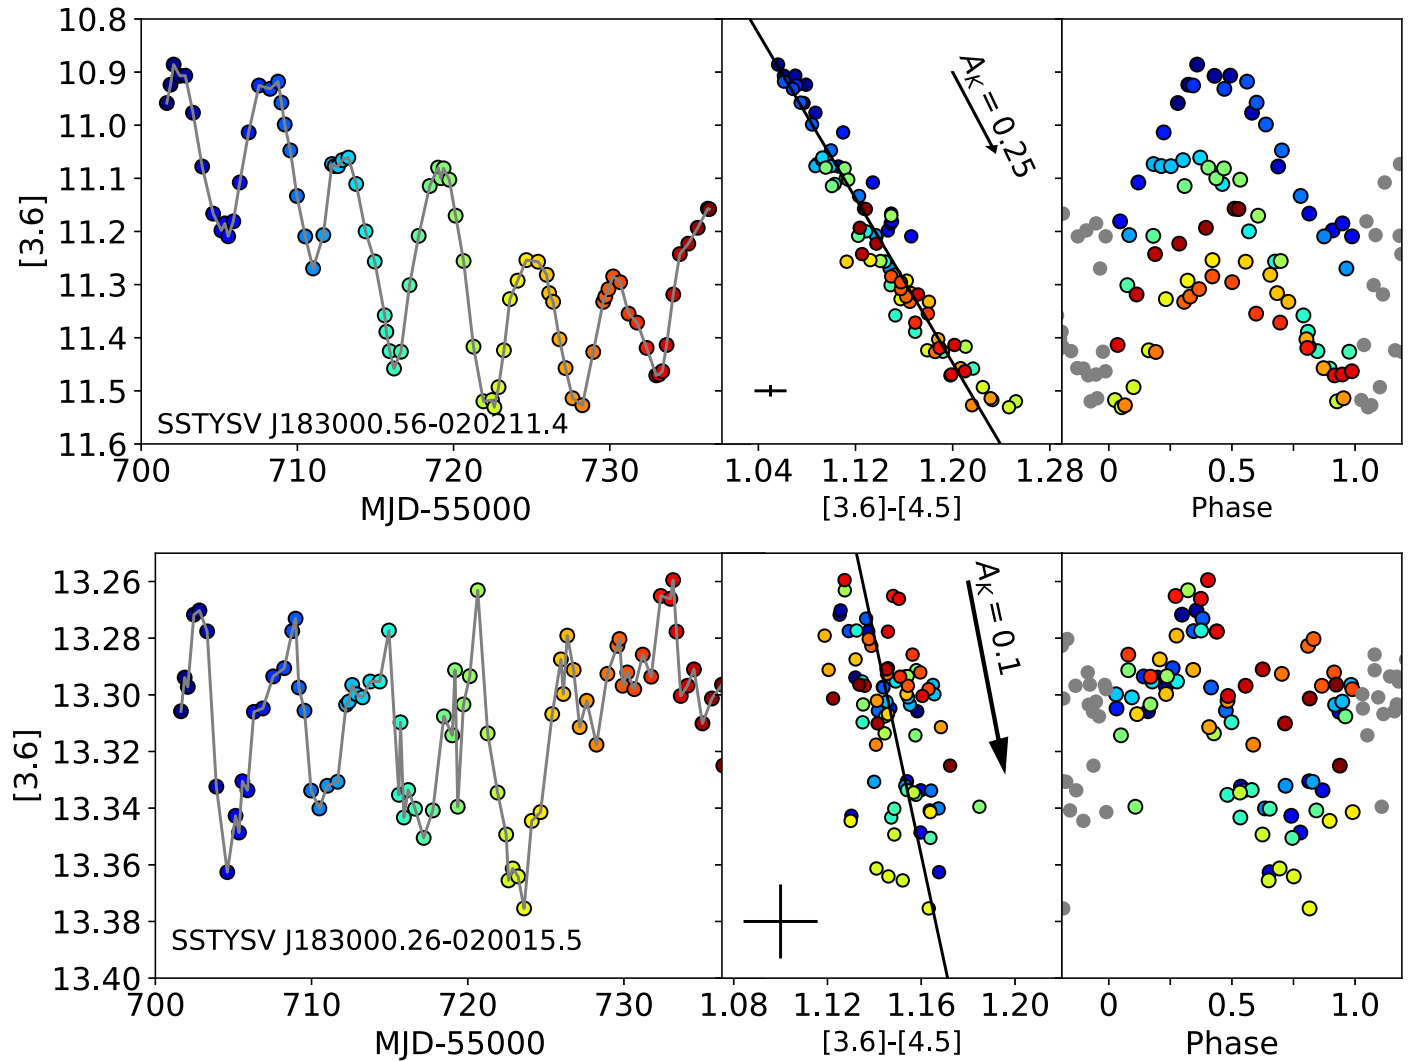 10.8
10.9
11.0
11.1
11.2
11.3
11.4
11.5
11.6
[3.6]
SSTYSV J183000.56-020211.4
700 710 720 730
MJD-55000
A_K = 0.25
1.04 1.12 1.20 1.28
[3.6]-[4.5]
0 0.5 1.0
Phase
13.26
13.28
13.30
13.32
13.34
13.36
13.38
13.40
[3.6]
SSTYSV J183000.26-020015.5
700 710 720 730
MJD-55000
A_K = 0.1
1.08 1.12 1.16 1.20
[3.6]-[4.5]
0 0.5 1.0
Phase